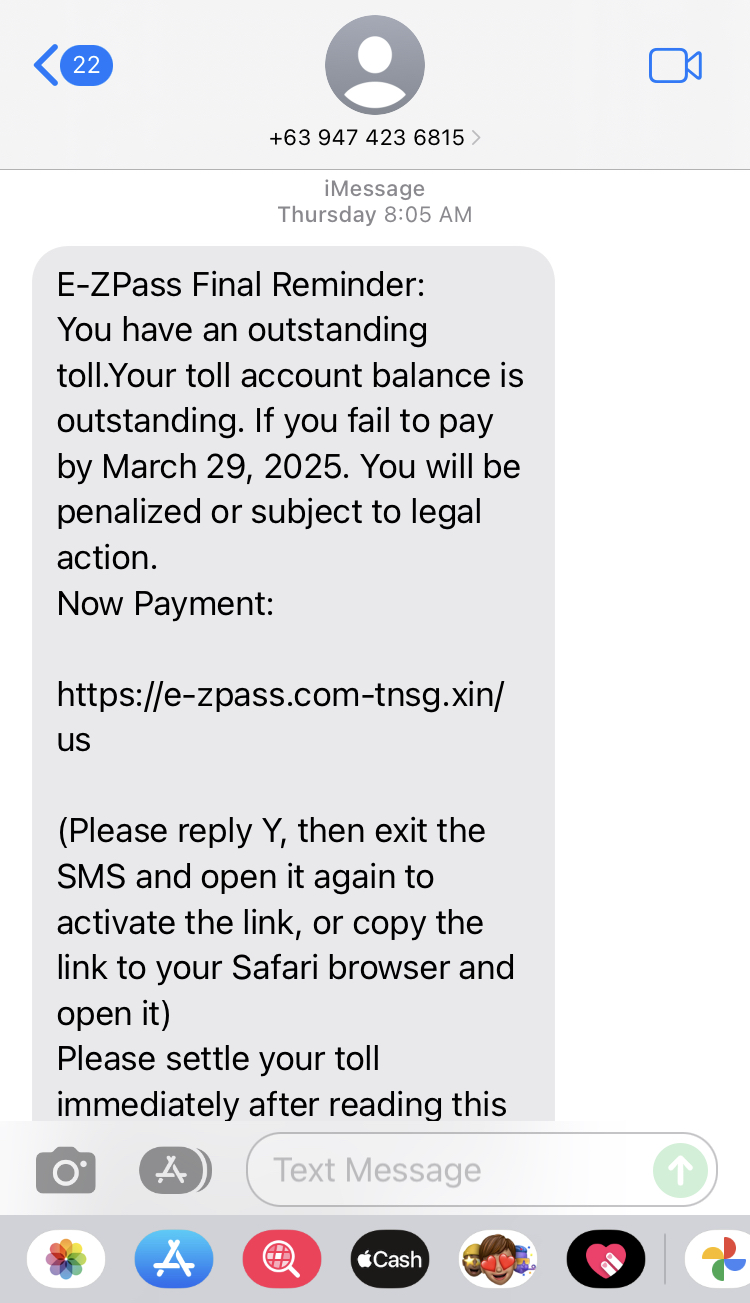 22
+63 947 423 6815
iMessage
Thursday 8:05 AM
E-ZPass Final Reminder:
You have an outstanding
toll.Your toll account balance is
outstanding. If you fail to pay
by March 29, 2025. You will be
penalized or subject to legal
action.
Now Payment:
https://e-zpass.com-tnsg.xin/
us
(Please reply Y, then exit the
SMS and open it again to
activate the link, or copy the
link to your Safari browser and
open it)
Please settle your toll
immediately after reading this
Text Message
Cash